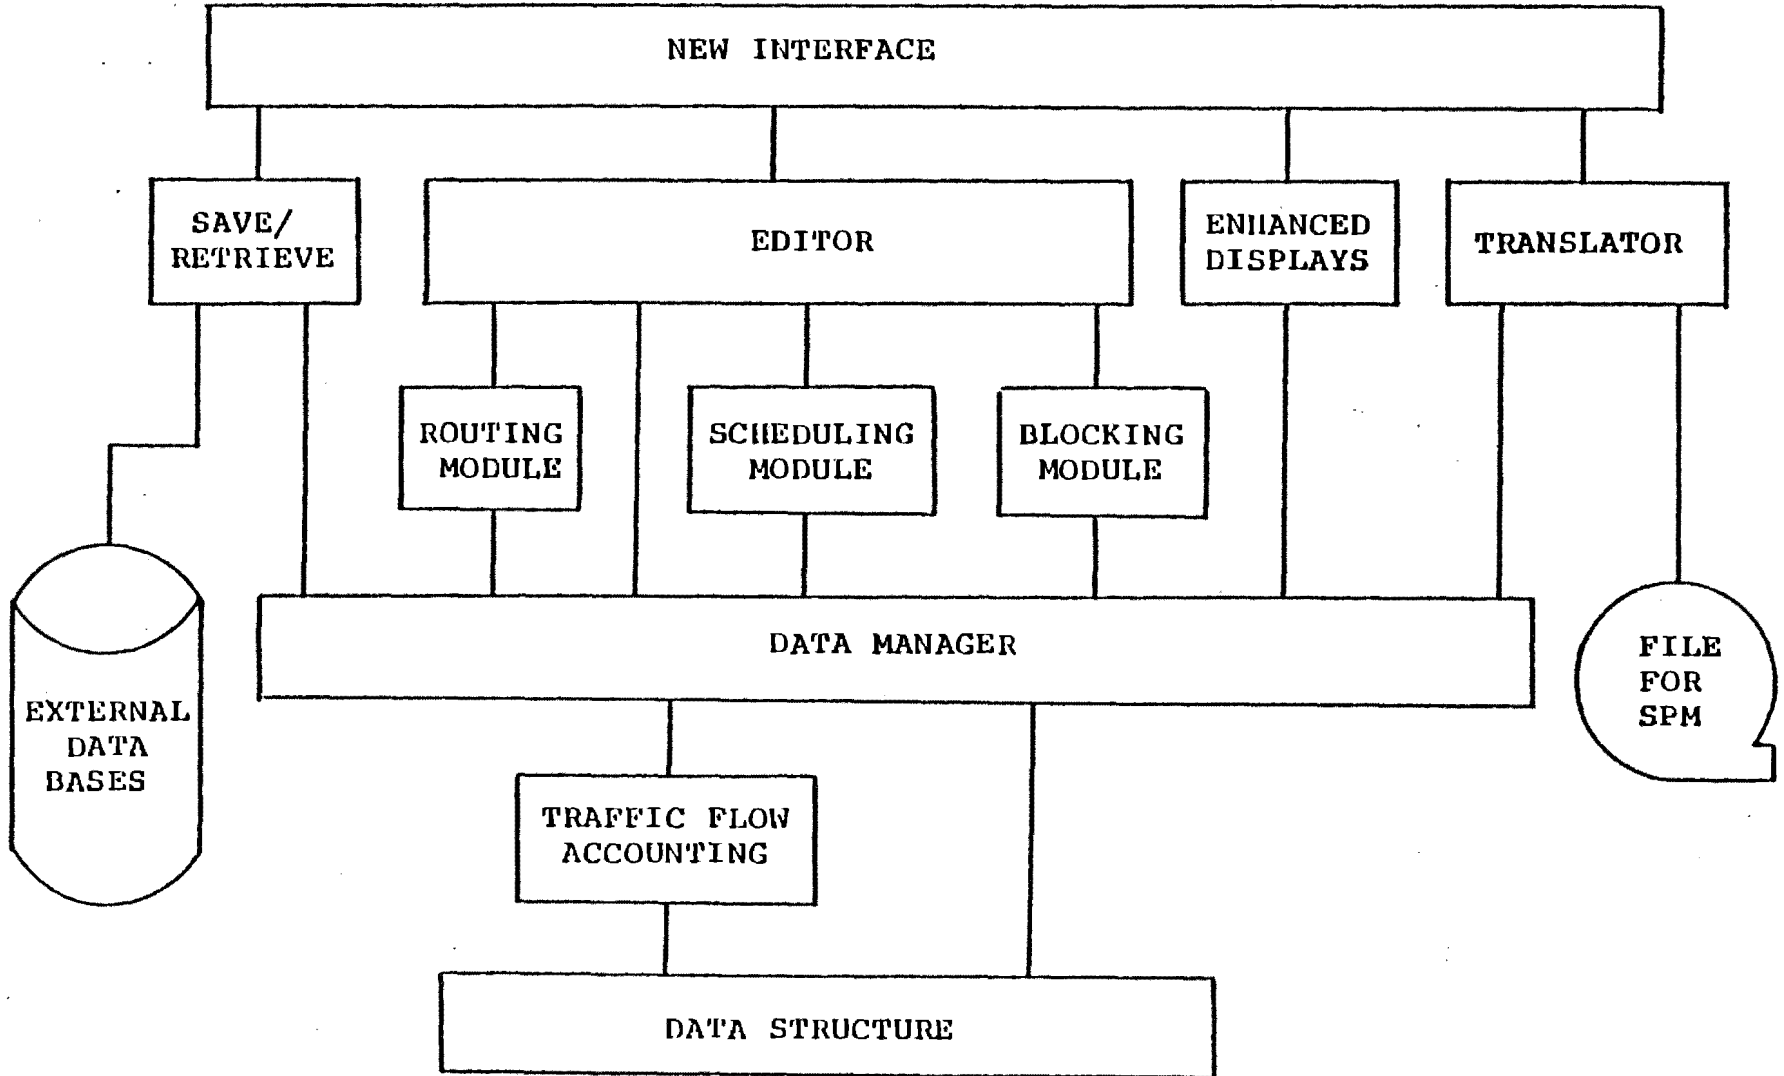 NEW INTERFACE
SAVE/
RETRIEVE
EDITOR
ENHANCED
DISPLAYS
TRANSLATOR
ROUTING
MODULE
SCHEDULING
MODULE
BLOCKING
MODULE
EXTERNAL
DATA
BASES
DATA MANAGER
FILE
FOR
SPM
TRAFFIC FLOW
ACCOUNTING
DATA STRUCTURE